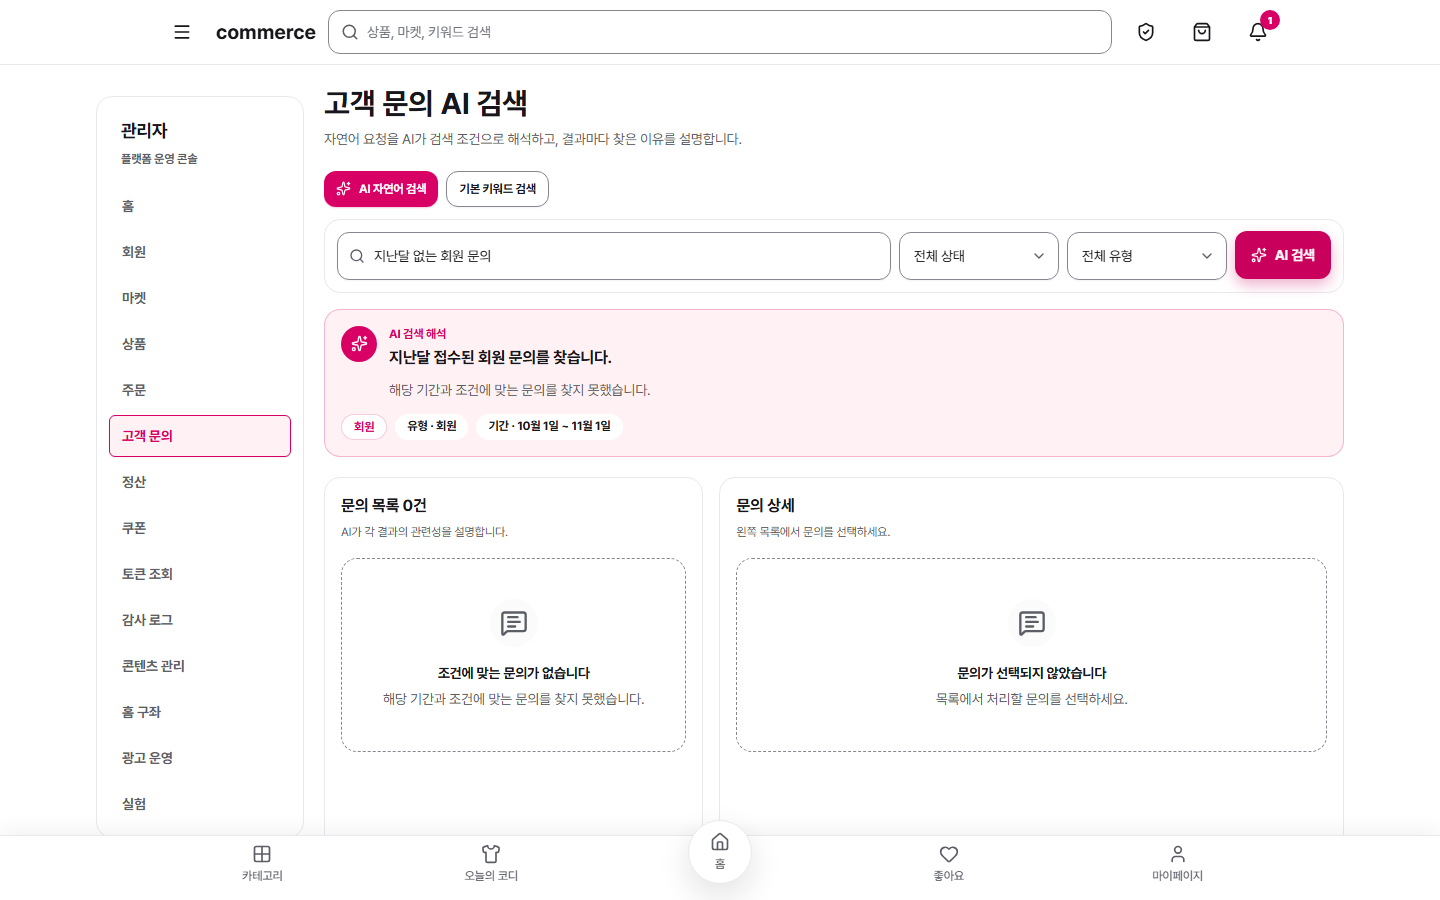 commerce
상품, 마켓, 키워드 검색
1
관리자
플랫폼 운영 콘솔
홈
회원
마켓
상품
주문
고객 문의
정산
쿠폰
토큰 조회
감사 로그
콘텐츠 관리
홈 구좌
광고 운영
실험
고객 문의 AI 검색
자연어 요청을 AI가 검색 조건으로 해석하고, 결과마다 찾은 이유를 설명합니다.
AI 자연어 검색
기본 키워드 검색
지난달 없는 회원 문의
전체 상태
전체 유형
AI 검색
AI 검색 해석
지난달 접수된 회원 문의를 찾습니다.
해당 기간과 조건에 맞는 문의를 찾지 못했습니다.
회원
유형 · 회원
기간 · 10월 1일 ~ 11월 1일
문의 목록 0건
AI가 각 결과의 관련성을 설명합니다.
조건에 맞는 문의가 없습니다
해당 기간과 조건에 맞는 문의를 찾지 못했습니다.
문의 상세
왼쪽 목록에서 문의를 선택하세요.
문의가 선택되지 않았습니다
목록에서 처리할 문의를 선택하세요.
카테고리
오늘의 코디
홈
좋아요
마이페이지